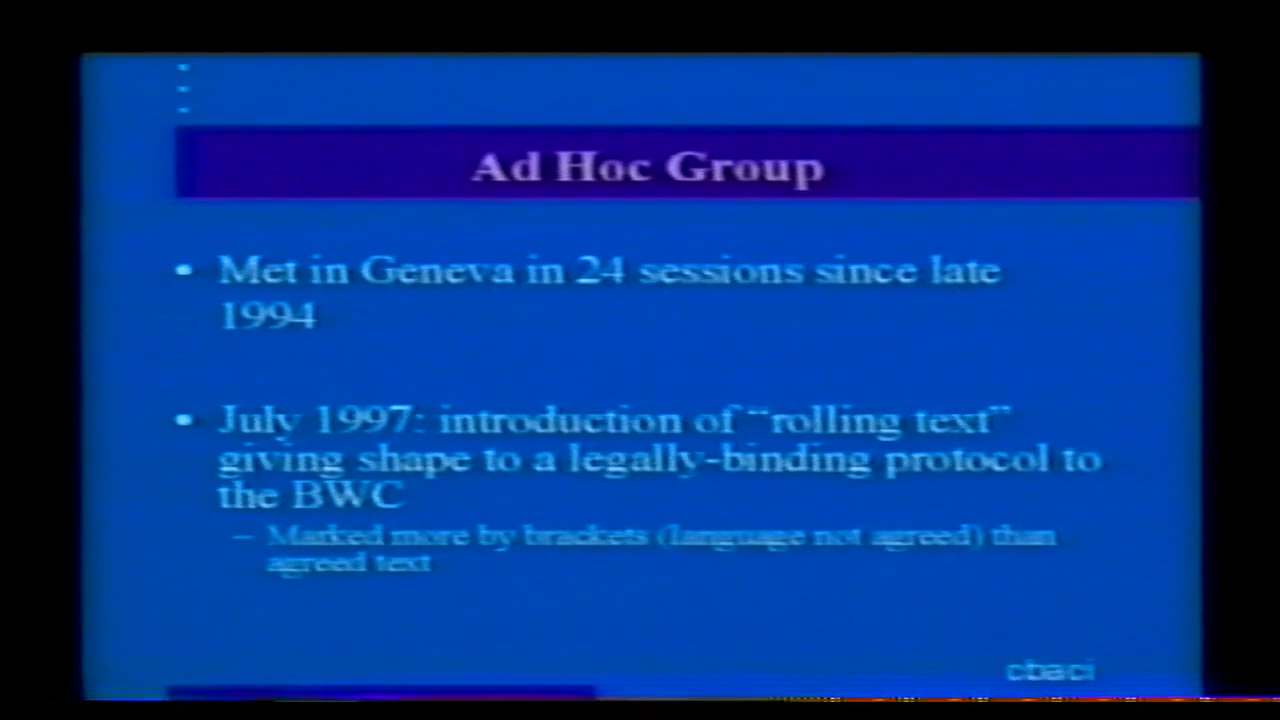 Ad Hoc Group
• Met in Geneva in 24 sessions since late
1994
• July 1997: introduction of “rolling text”
giving shape to a legally-binding protocol to
the BWC
– Marked more by brackets (language not agreed) than
agreed text
cbaci